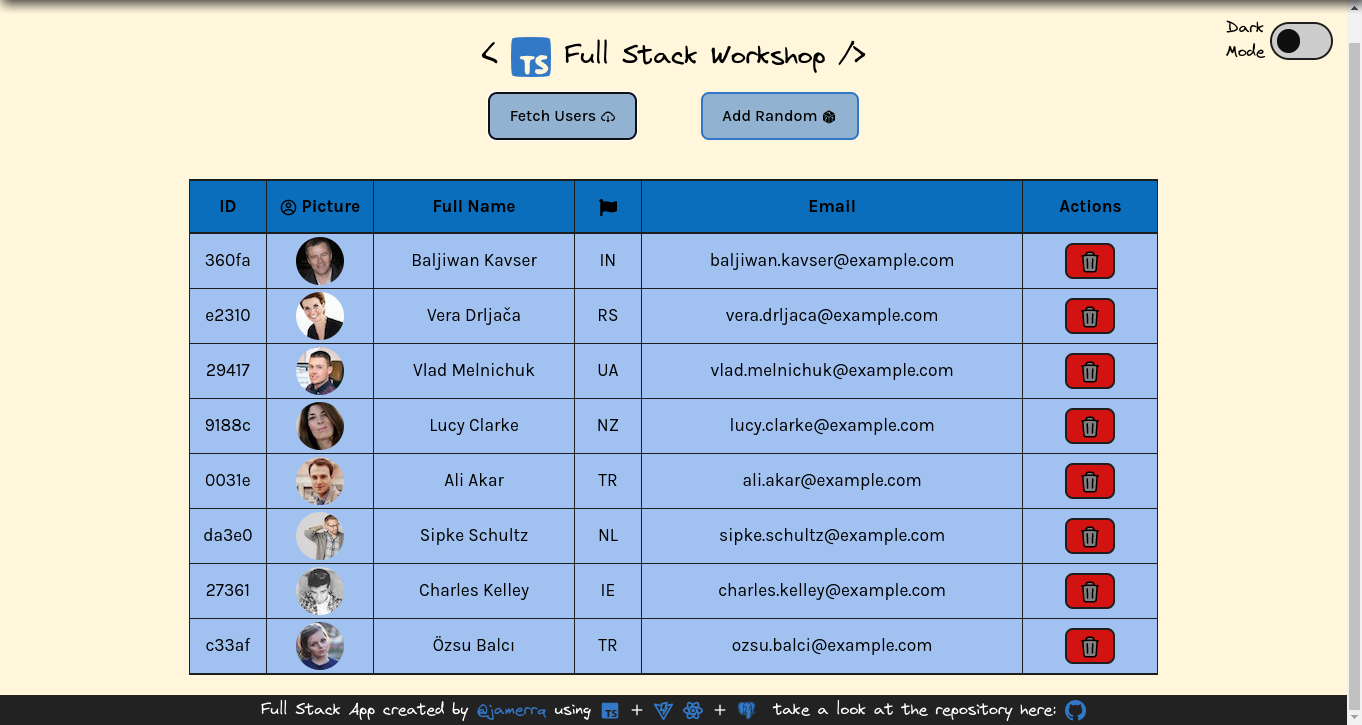 Dark
Mode
< TS Full Stack Workshop />
Fetch Users
Add Random
ID Picture Full Name Email Actions
360fa Baljiwan Kavser IN baljiwan.kavser@example.com
e2310 Vera Drljača RS vera.drljaca@example.com
29417 Vlad Melnichuk UA vlad.melnichuk@example.com
9188c Lucy Clarke NZ lucy.clarke@example.com
0031e Ali Akar TR ali.akar@example.com
da3e0 Sipke Schultz NL sipke.schultz@example.com
27361 Charles Kelley IE charles.kelley@example.com
c33af Özsu Balcı TR ozsu.balci@example.com
Full Stack App created by @jamerrq using TS + + take a look at the repository here: